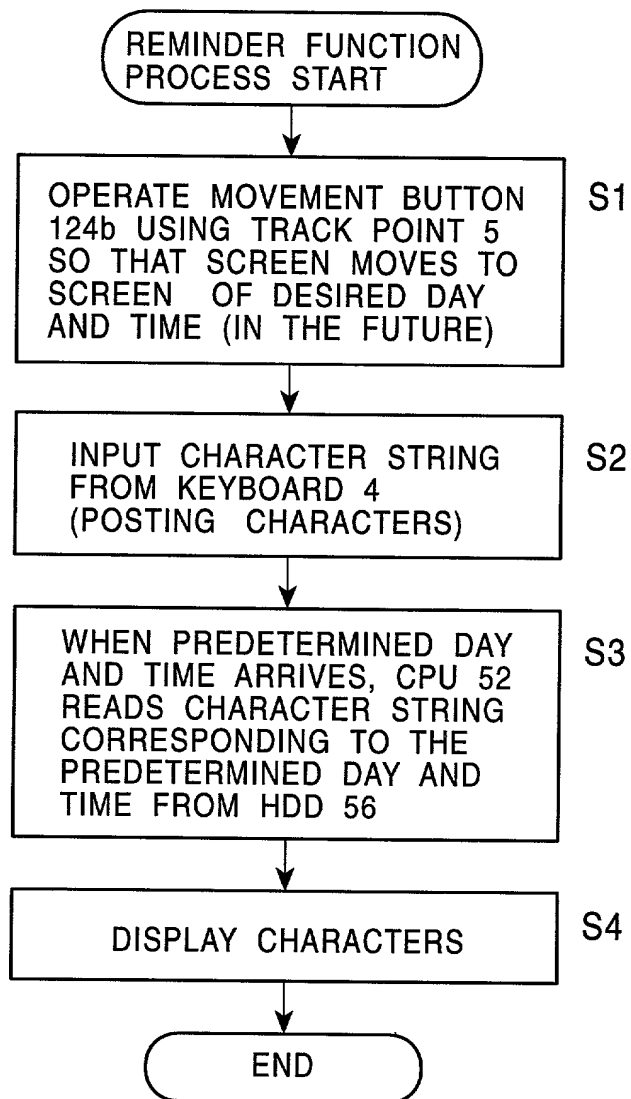 REMINDER FUNCTION
PROCESS START
OPERATE MOVEMENT BUTTON
124b USING TRACK POINT 5
SO THAT SCREEN MOVES TO
SCREEN OF DESIRED DAY
AND TIME (IN THE FUTURE)
S1
INPUT CHARACTER STRING
FROM KEYBOARD 4
(POSTING CHARACTERS)
S2
WHEN PREDETERMINED DAY
AND TIME ARRIVES, CPU 52
READS CHARACTER STRING
CORRESPONDING TO THE
PREDETERMINED DAY AND
TIME FROM HDD 56
S3
DISPLAY CHARACTERS
S4
END